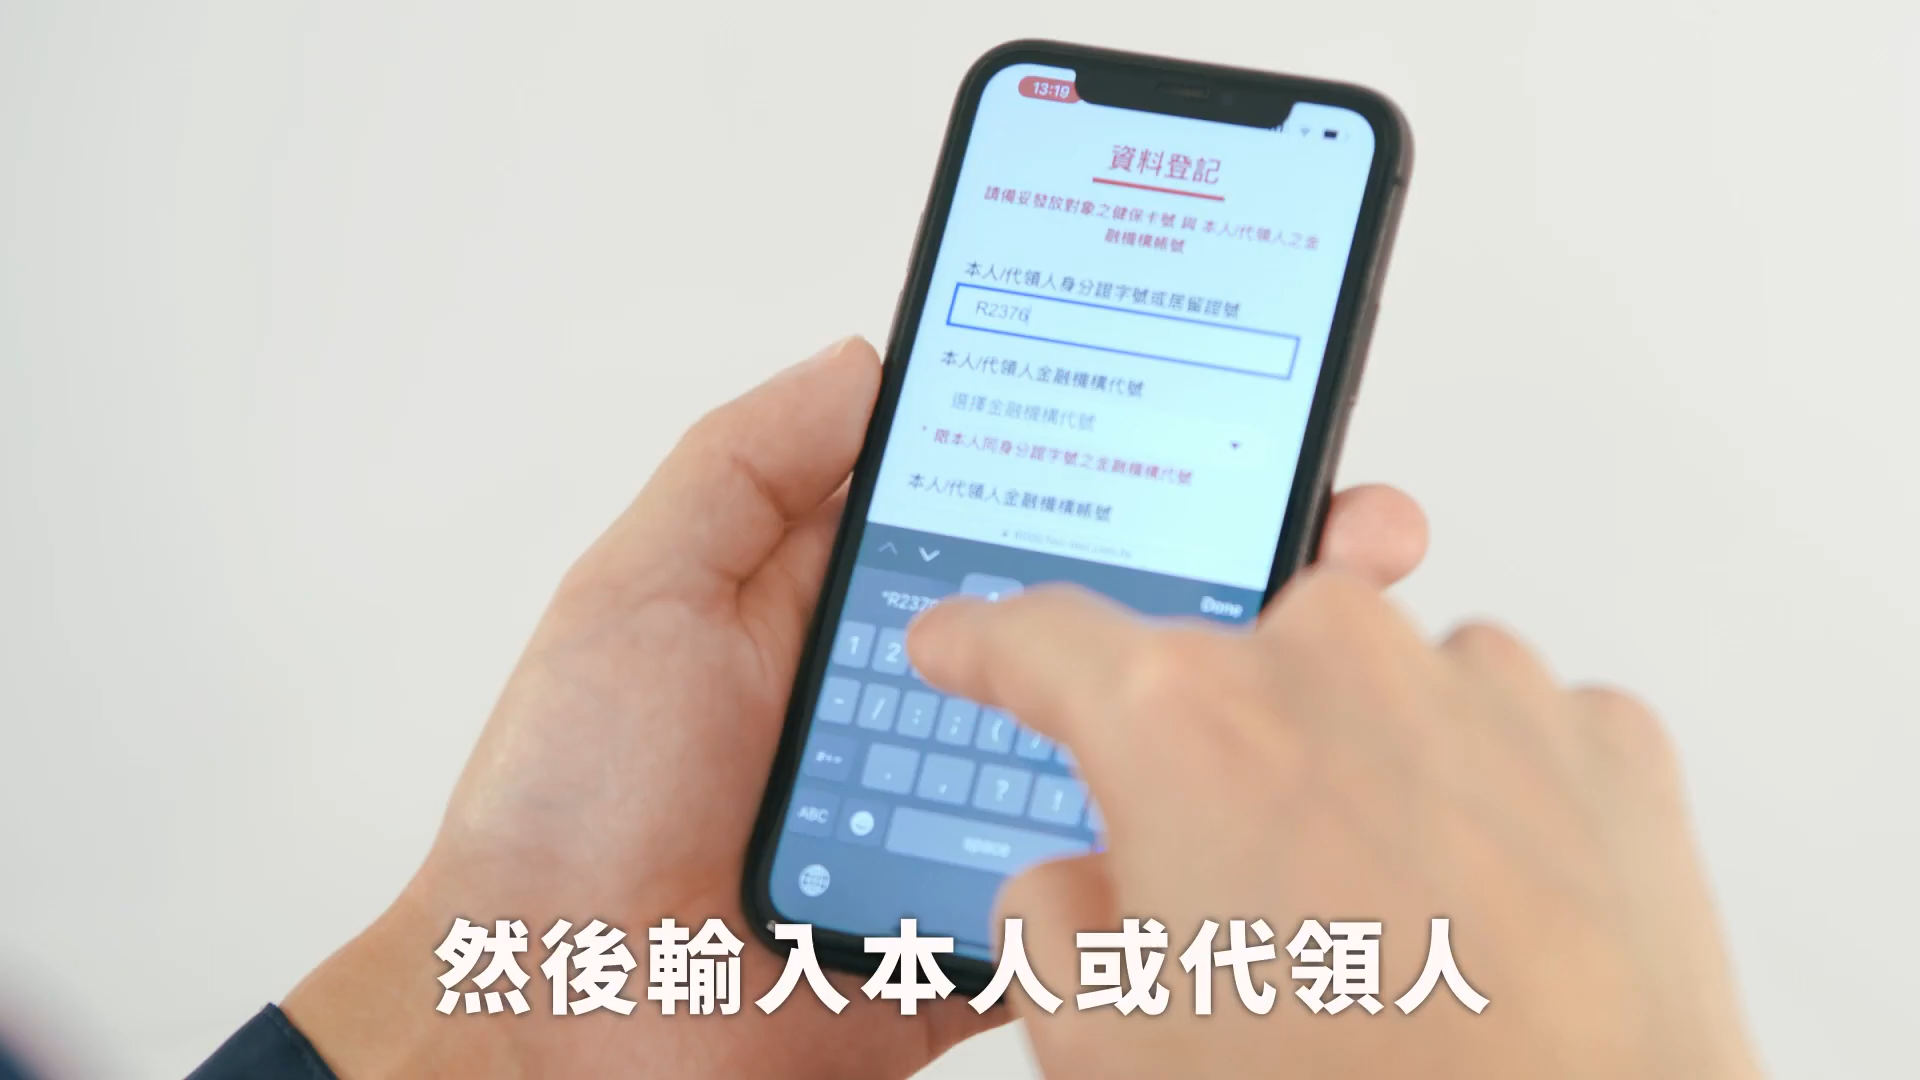 13:19
資料登記
請備妥發放對象之健保卡號 與 本人/代領人之金
融機構帳號
本人/代領人身分證字號或居留證號
R2376
本人/代領人金融機構代號
選擇金融機構代號
* 限本人同身分證字號之金融機構代號
本人/代領人金融機構帳號
Done
1 2
- / : ; ( )
. , ? !
ABC
space
然後輸入本人或代領人